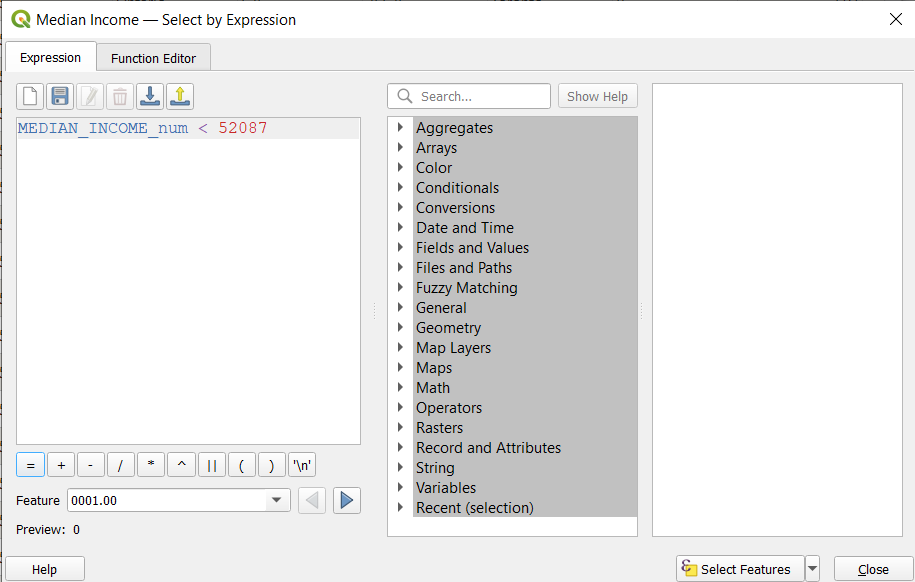 Median Income — Select by Expression
Expression
Function Editor
MEDIAN_INCOME_num < 52087
Search...
Show Help
Aggregates
Arrays
Color
Conditionals
Conversions
Date and Time
Fields and Values
Files and Paths
Fuzzy Matching
General
Geometry
Map Layers
Maps
Math
Operators
Rasters
Record and Attributes
String
Variables
Recent (selection)
= + - / * ^ || ( ) '\n'
Feature 0001.00
Preview: 0
Help
Select Features
Close